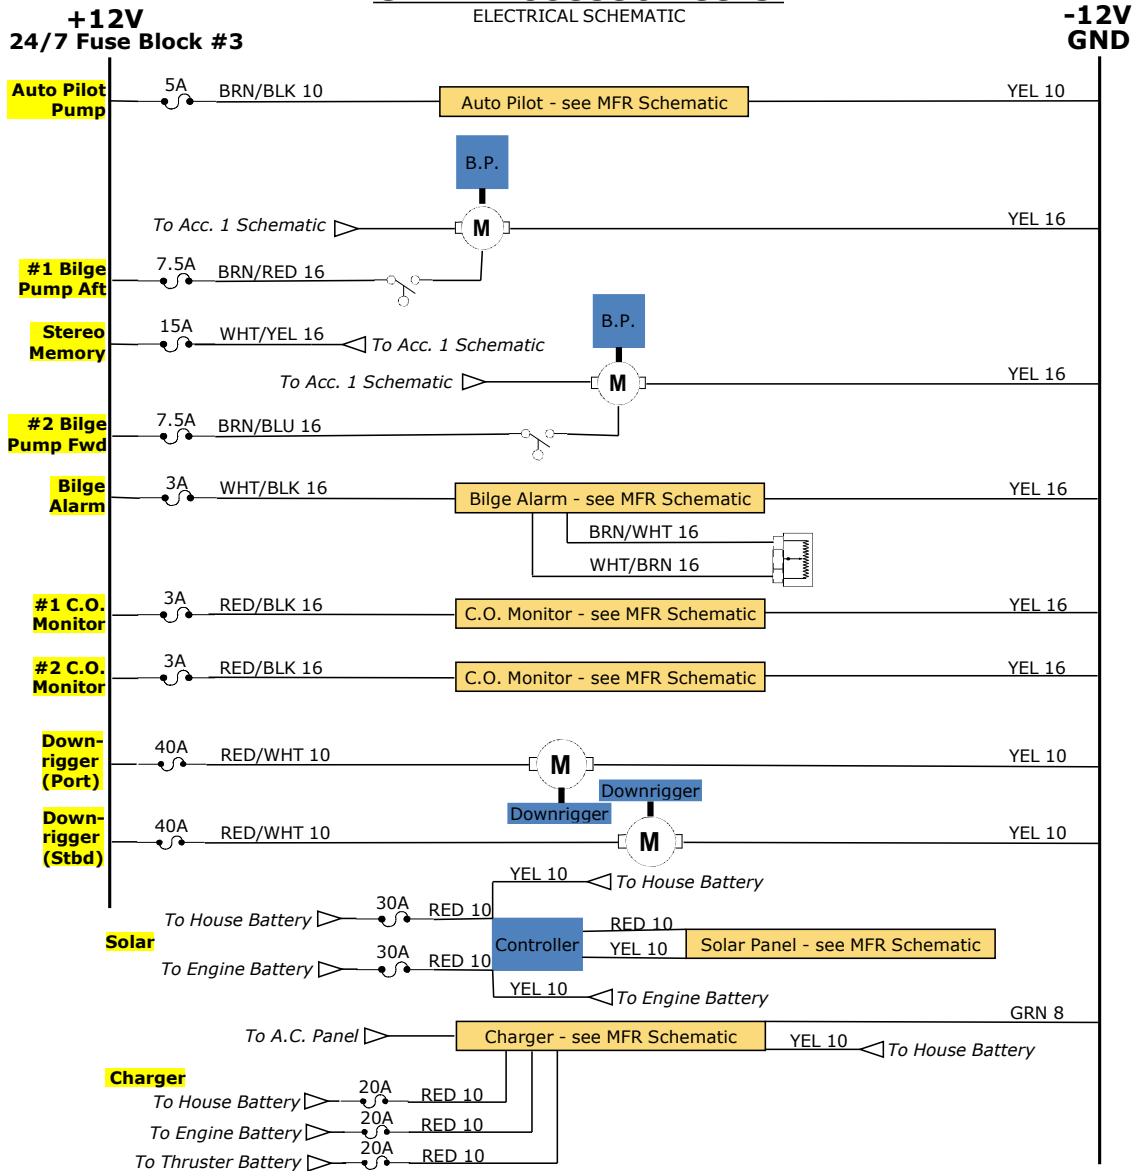 ELECTRICAL SCHEMATIC
+12V
24/7 Fuse Block #3
-12V
GND
Auto Pilot
Pump
5A
BRN/BLK 10
Auto Pilot - see MFR Schematic
YEL 10
B.P.
To Acc. 1 Schematic
M
YEL 16
#1 Bilge
Pump Aft
7.5A
BRN/RED 16
B.P.
Stereo
Memory
15A
WHT/YEL 16
To Acc. 1 Schematic
To Acc. 1 Schematic
M
YEL 16
#2 Bilge
Pump Fwd
7.5A
BRN/BLU 16
Bilge
Alarm
3A
WHT/BLK 16
Bilge Alarm - see MFR Schematic
YEL 16
BRN/WHT 16
WHT/BRN 16
#1 C.O.
Monitor
3A
RED/BLK 16
C.O. Monitor - see MFR Schematic
YEL 16
#2 C.O.
Monitor
3A
RED/BLK 16
C.O. Monitor - see MFR Schematic
YEL 16
Down-
rigger
(Port)
40A
RED/WHT 10
M
YEL 10
Downrigger
Downrigger
Down-
rigger
(Stbd)
40A
RED/WHT 10
M
YEL 10
YEL 10
To House Battery
To House Battery
30A
RED 10
Solar
Controller
RED 10
YEL 10
Solar Panel - see MFR Schematic
To Engine Battery
30A
RED 10
YEL 10
To Engine Battery
GRN 8
To A.C. Panel
Charger - see MFR Schematic
YEL 10
To House Battery
Charger
To House Battery
20A
RED 10
To Engine Battery
20A
RED 10
To Thruster Battery
20A
RED 10